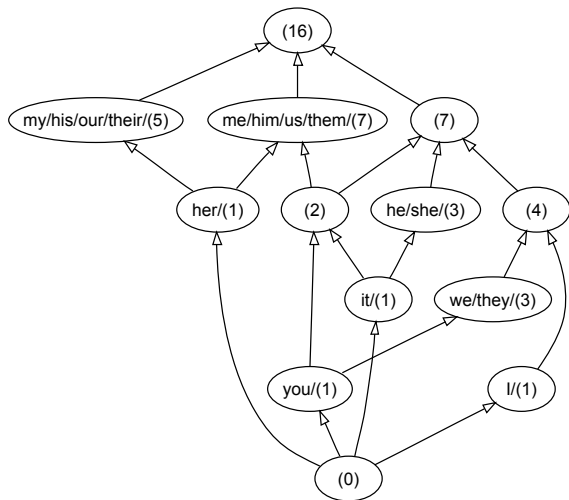 (16)
my/his/our/their/(5)
me/him/us/them/(7)
(7)
her/(1)
(2)
he/she/(3)
(4)
it/(1)
we/they/(3)
you/(1)
I/(1)
(0)